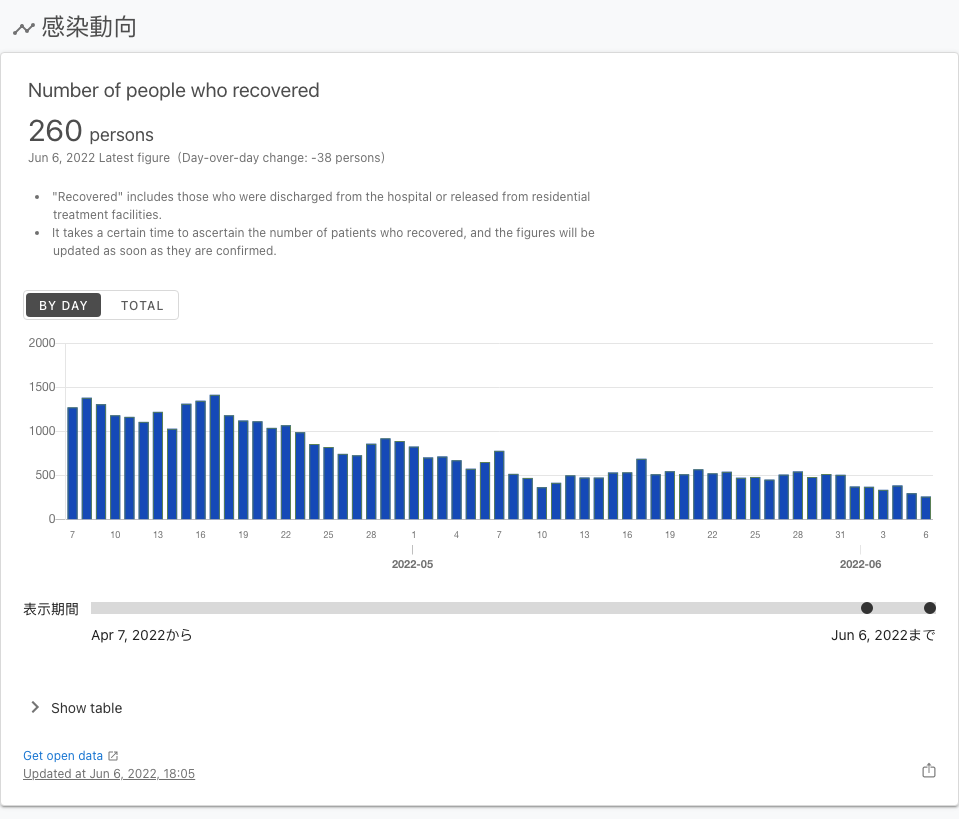 感染動向
Number of people who recovered
260 persons
Jun 6, 2022 Latest figure (Day-over-day change: -38 persons)
• "Recovered" includes those who were discharged from the hospital or released from residential
treatment facilities.
• It takes a certain time to ascertain the number of patients who recovered, and the figures will be
updated as soon as they are confirmed.
BY DAY TOTAL
2000
1500
1000
500
0
7 10 13 16 19 22 25 28 1 4 7 10 13 16 19 22 25 28 31 3 6
2022-05 2022-06
表示期間
Apr 7, 2022から Jun 6, 2022まで
Show table
Get open data
Updated at Jun 6, 2022, 18:05